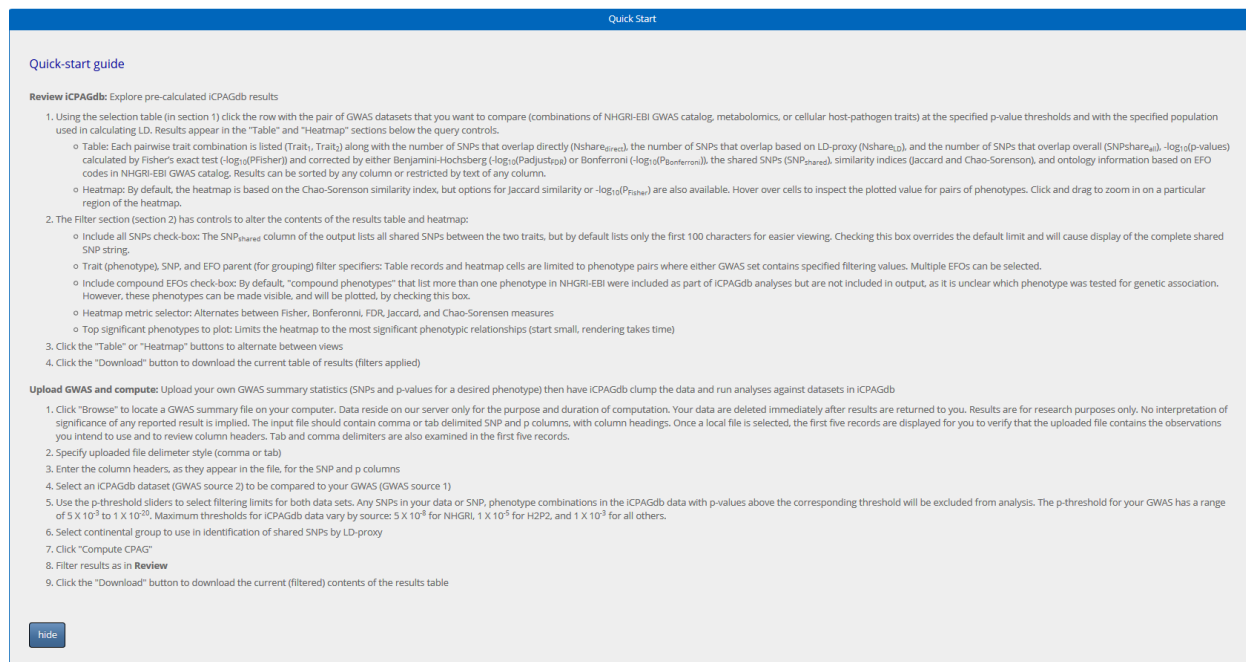 Quick Start
Quick-start guide
Review iCPAGdb: Explore pre-calculated iCPAGdb results
1. Using the selection table (in section 1) click the row with the pair of GWAS datasets that you want to compare (combinations of NHGRI-EBI GWAS catalog, metabolomics, or cellular host-pathogen traits) at the specified p-value thresholds and with the specified population
used in calculating LD. Results appear in the "Table" and "Heatmap" sections below the query controls.
Table: Each pairwise trait combination is listed (Trait1, Trait2) along with the number of SNPs that overlap directly (Nsharedirect), the number of SNPs that overlap based on LD-proxy (NshareLD), and the number of SNPs that overlap overall (SNPshareall), -log10(p-values)
calculated by Fisher's exact test (-log10(PFisher)) and corrected by either Benjamini-Hochsberg (-log10(PadjustFDR) or Bonferroni (-log10(PBonferroni)), the shared SNPs (SNPshared), similarity indices (Jaccard and Chao-Sorenson), and ontology information based on EFO
codes in NHGRI-EBI GWAS catalog. Results can be sorted by any column or restricted by text of any column.
Heatmap: By default, the heatmap is based on the Chao-Sorenson similarity index, but options for Jaccard similarity or -log10(PFisher) are also available. Hover over cells to inspect the plotted value for pairs of phenotypes. Click and drag to zoom in on a particular
region of the heatmap.
2. The Filter section (section 2) has controls to alter the contents of the results table and heatmap:
Include all SNPs check-box: The SNPshared column of the output lists all shared SNPs between the two traits, but by default lists only the first 100 characters for easier viewing. Checking this box overrides the default limit and will cause display of the complete shared
SNP string.
Trait (phenotype), SNP, and EFO parent (for grouping) filter specifiers: Table records and heatmap cells are limited to phenotype pairs where either GWAS set contains specified filtering values. Multiple EFOs can be selected.
Include compound EFOs check-box: By default, "compound phenotypes" that list more than one phenotype in NHGRI-EBI were included as part of iCPAGdb analyses but are not included in output, as it is unclear which phenotype was tested for genetic association.
However, these phenotypes can be made visible, and will be plotted, by checking this box.
Heatmap metric selector: Alternates between Fisher, Bonferonni, FDR, Jaccard, and Chao-Sorensen measures
Top significant phenotypes to plot: Limits the heatmap to the most significant phenotypic relationships (start small, rendering takes time)
3. Click the "Table" or "Heatmap" buttons to alternate between views
4. Click the "Download" button to download the current table of results (filters applied)
Upload GWAS and compute: Upload your own GWAS summary statistics (SNPs and p-values for a desired phenotype) then have iCPAGdb clump the data and run analyses against datasets in iCPAGdb
1. Click "Browse" to locate a GWAS summary file on your computer. Data reside on our server only for the purpose and duration of computation. Your data are deleted immediately after results are returned to you. Results are for research purposes only. No interpretation of
significance of any reported result is implied. The input file should contain comma or tab delimited SNP and p columns, with column headings. Once a local file is selected, the first five records are displayed for you to verify that the uploaded file contains the observations
you intend to use and to review column headers. Tab and comma delimiters are also examined in the first five records.
2. Specify uploaded file delimeter style (comma or tab)
3. Enter the column headers, as they appear in the file, for the SNP and p columns
4. Select an iCPAGdb dataset (GWAS source 2) to be compared to your GWAS (GWAS source 1)
5. Use the p-threshold sliders to select filtering limits for both data sets. Any SNPs in your data or SNP, phenotype combinations in the iCPAGdb data with p-values above the corresponding threshold will be excluded from analysis. The p-threshold for your GWAS has a range
of 5 X 10-3 to 1 X 10-20. Maximum thresholds for iCPAGdb data vary by source: 5 X 10-8 for NHGRI, 1 X 10-5 for H2P2, and 1 X 10-3 for all others.
6. Select continental group to use in identification of shared SNPs by LD-proxy
7. Click "Compute CPAG"
8. Filter results as in Review
9. Click the "Download" button to download the current (filtered) contents of the results table
hide